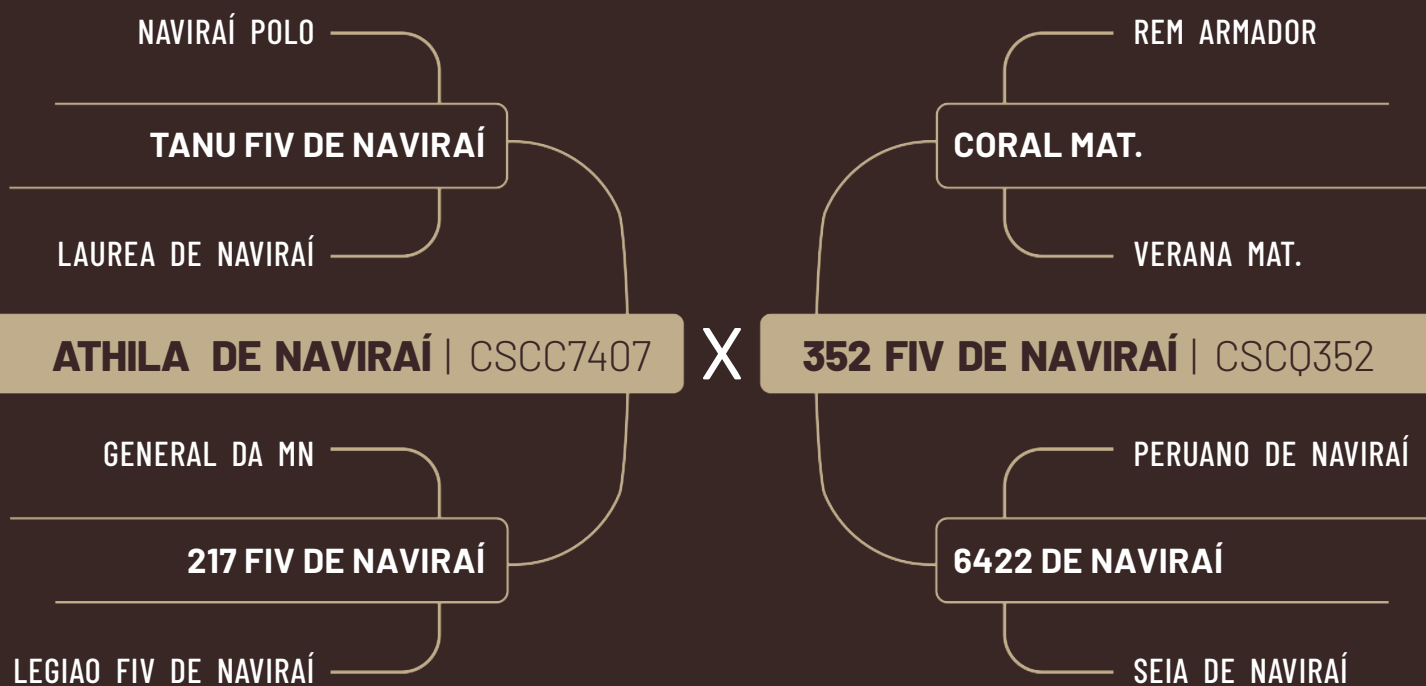 NAVIRAÍ POLO
TANU FIV DE NAVIRAÍ
LAUREA DE NAVIRAÍ
ATHILA DE NAVIRAÍ | CSCC7407
GENERAL DA MN
217 FIV DE NAVIRAÍ
LEGIAO FIV DE NAVIRAÍ
X
REM ARMADOR
CORAL MAT.
VERANA MAT.
352 FIV DE NAVIRAÍ | CSCQ352
PERUANO DE NAVIRAÍ
6422 DE NAVIRAÍ
SEIA DE NAVIRAÍ